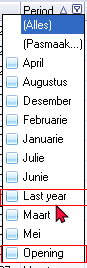 Period
(Alles)
(Pasmaak...)
April
Augustus
Desember
Februarie
Januarie
Julie
Junie
Last year
Maart
Mei
Opening